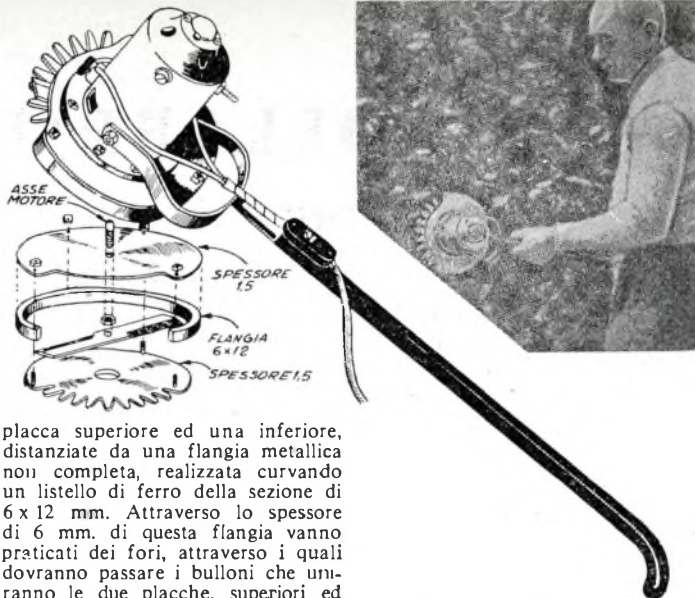 ASSE
MOTORE
SPESSORE
1,5
FLANGIA
6x12
SPESSORE 1,5
placca superiore ed una inferiore,
distanziate da una flangia metallica
non completa, realizzata curvando
un listello di ferro della sezione di
6 x 12 mm. Attraverso lo spessore
di 6 mm. di questa flangia vanno
praticati dei fori, attraverso i quali
dovranno passare i bulloni che uni-
ranno le due placche, superiori ed